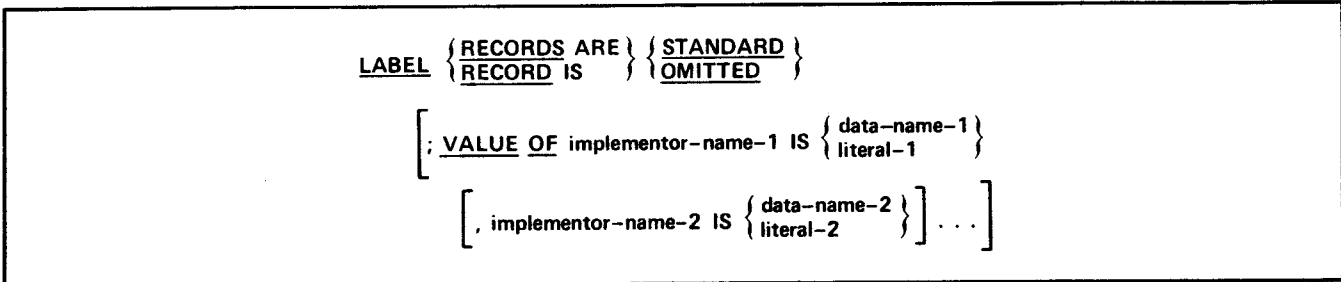 LABEL { RECORDS ARE } { STANDARD }
{ RECORD IS } { OMITTED }
[; VALUE OF implementor-name-1 IS { data-name-1 }
{ literal-1 }
[, implementor-name-2 IS { data-name-2 } ] . . . ]
{ literal-2 }